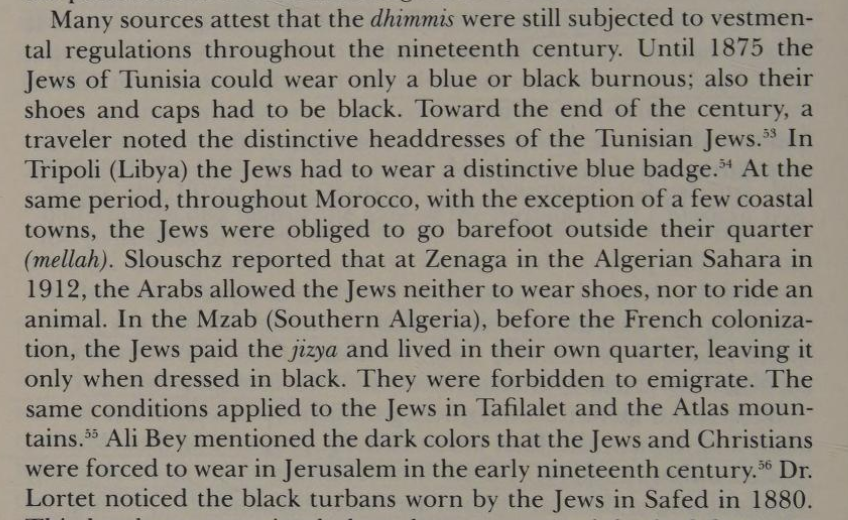 Many sources attest that the dhimmis were still subjected to vestmen-
tal regulations throughout the nineteenth century. Until 1875 the
Jews of Tunisia could wear only a blue or black burnous; also their
shoes and caps had to be black. Toward the end of the century, a
traveler noted the distinctive headdresses of the Tunisian Jews.⁵³ In
Tripoli (Libya) the Jews had to wear a distinctive blue badge.⁵⁴ At the
same period, throughout Morocco, with the exception of a few coastal
towns, the Jews were obliged to go barefoot outside their quarter
(mellah). Slouschz reported that at Zenaga in the Algerian Sahara in
1912, the Arabs allowed the Jews neither to wear shoes, nor to ride an
animal. In the Mzab (Southern Algeria), before the French coloniza-
tion, the Jews paid the jizya and lived in their own quarter, leaving it
only when dressed in black. They were forbidden to emigrate. The
same conditions applied to the Jews in Tafilalet and the Atlas moun-
tains.⁵⁵ Ali Bey mentioned the dark colors that the Jews and Christians
were forced to wear in Jerusalem in the early nineteenth century.⁵⁶ Dr.
Lortet noticed the black turbans worn by the Jews in Safed in 1880.